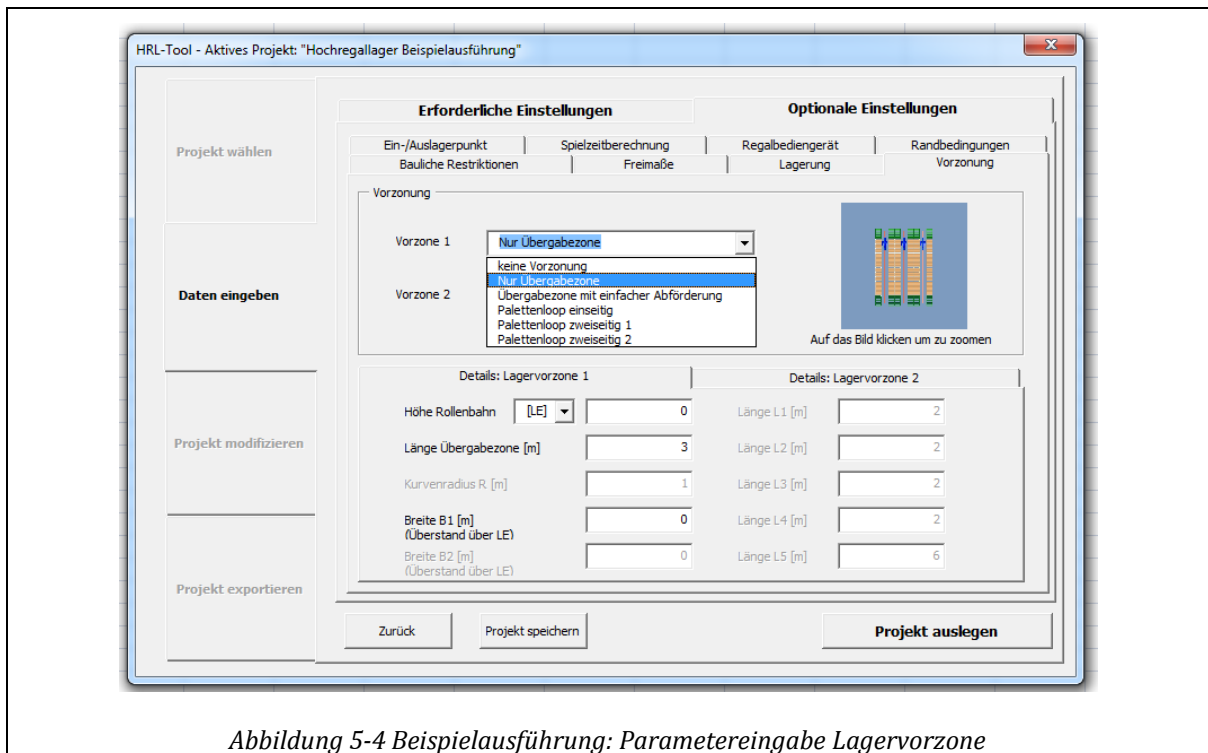 HRL-Tool - Aktives Projekt: "Hochregallager Beispielausführung"
x
Projekt wählen
Daten eingeben
Projekt modifizieren
Projekt exportieren
Erforderliche Einstellungen
Optionale Einstellungen
Ein-/Auslagerpunkt Spielzeitberechnung Regalbediengerät Randbedingungen
Bauliche Restriktionen Freimaße Lagerung Vorzonung
Vorzonung
Vorzone 1 Nur Übergabezone
keine Vorzonung
Nur Übergabezone
Übergabezone mit einfacher Abförderung
Palettenloop einseitig
Palettenloop zweiseitig 1
Palettenloop zweiseitig 2
Vorzone 2
Auf das Bild klicken um zu zoomen
Details: Lagervorzone 1 Details: Lagervorzone 2
Höhe Rollenbahn [LE] 0 Länge L1 [m] 2
Länge Übergabezone [m] 3 Länge L2 [m] 2
Kurvenradius R [m] 1 Länge L3 [m] 2
Breite B1 [m] 0 Länge L4 [m] 2
(Überstand über LE)
Breite B2 [m] 0 Länge L5 [m] 6
(Überstand über LE)
Zurück Projekt speichern Projekt auslegen
Abbildung 5-4 Beispielausführung: Parametereingabe Lagervorzone